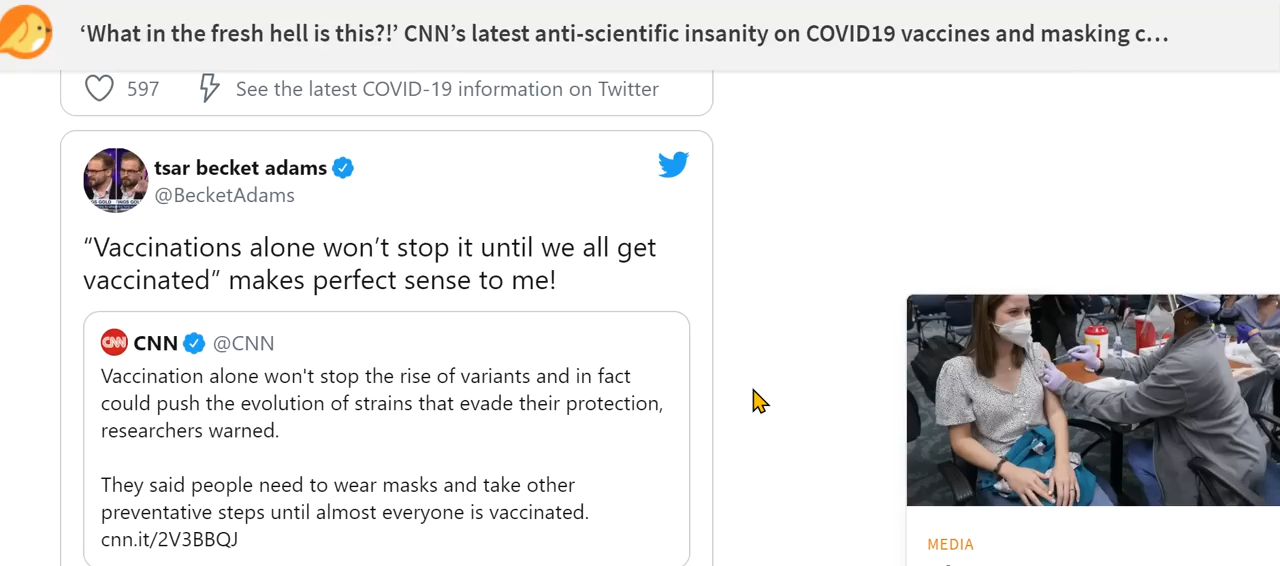 ‘What in the fresh hell is this?!’ CNN’s latest anti-scientific insanity on COVID19 vaccines and masking c…
597 See the latest COVID-19 information on Twitter
tsar becket adams
@BecketAdams
“Vaccinations alone won’t stop it until we all get
vaccinated” makes perfect sense to me!
CNN CNN @CNN
Vaccination alone won't stop the rise of variants and in fact
could push the evolution of strains that evade their protection,
researchers warned.
They said people need to wear masks and take other
preventative steps until almost everyone is vaccinated.
cnn.it/2V3BBQJ
MEDIA